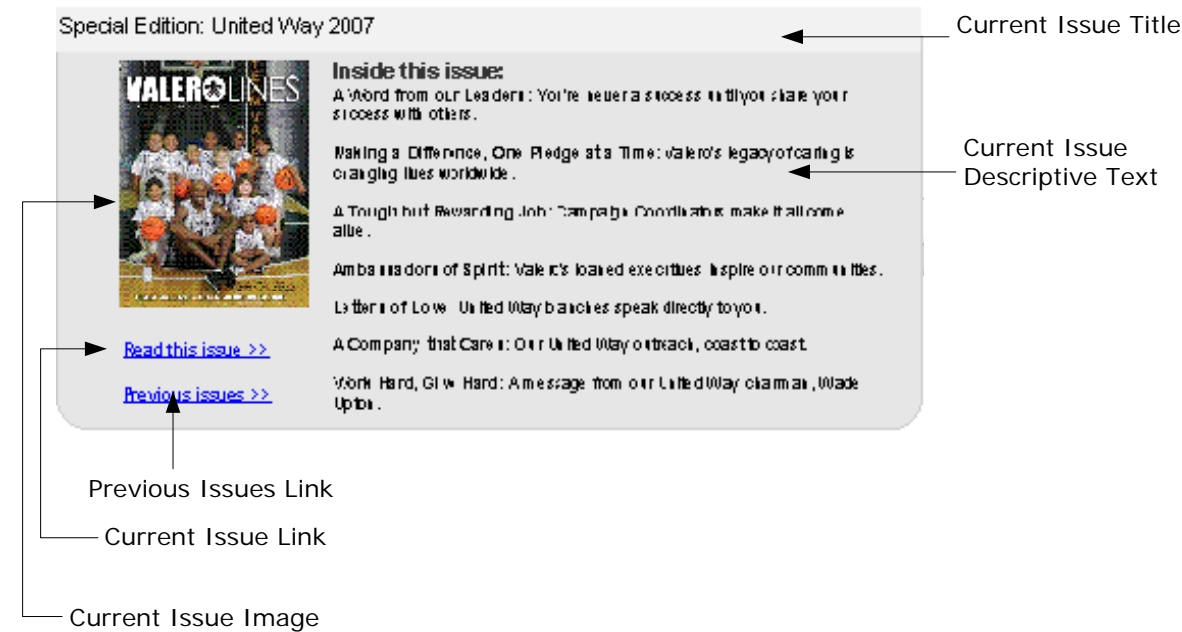 Special Edition: United Way 2007
Current Issue Title
VALEROLINES
Inside this issue:
A Word from our Leaders: You're never a success until you share your
success with others.
Making a Difference, One Pledge at a Time: Valero's legacy of caring is
changing lives worldwide.
Current Issue
Descriptive Text
A Tough but Rewarding Job: Campaign Coordinators make it all come
alive.
Ambassadors of Spirit: Valero's loaned executives inspire our communities.
Letters of Love: United Way branches speak directly to you.
Read this issue >>
A Company that Cares: Our United Way outreach, coast to coast.
Previous issues >>
Work Hard, Give Hard: A message from our United Way chairman, Wade
Upton.
Previous Issues Link
Current Issue Link
Current Issue Image